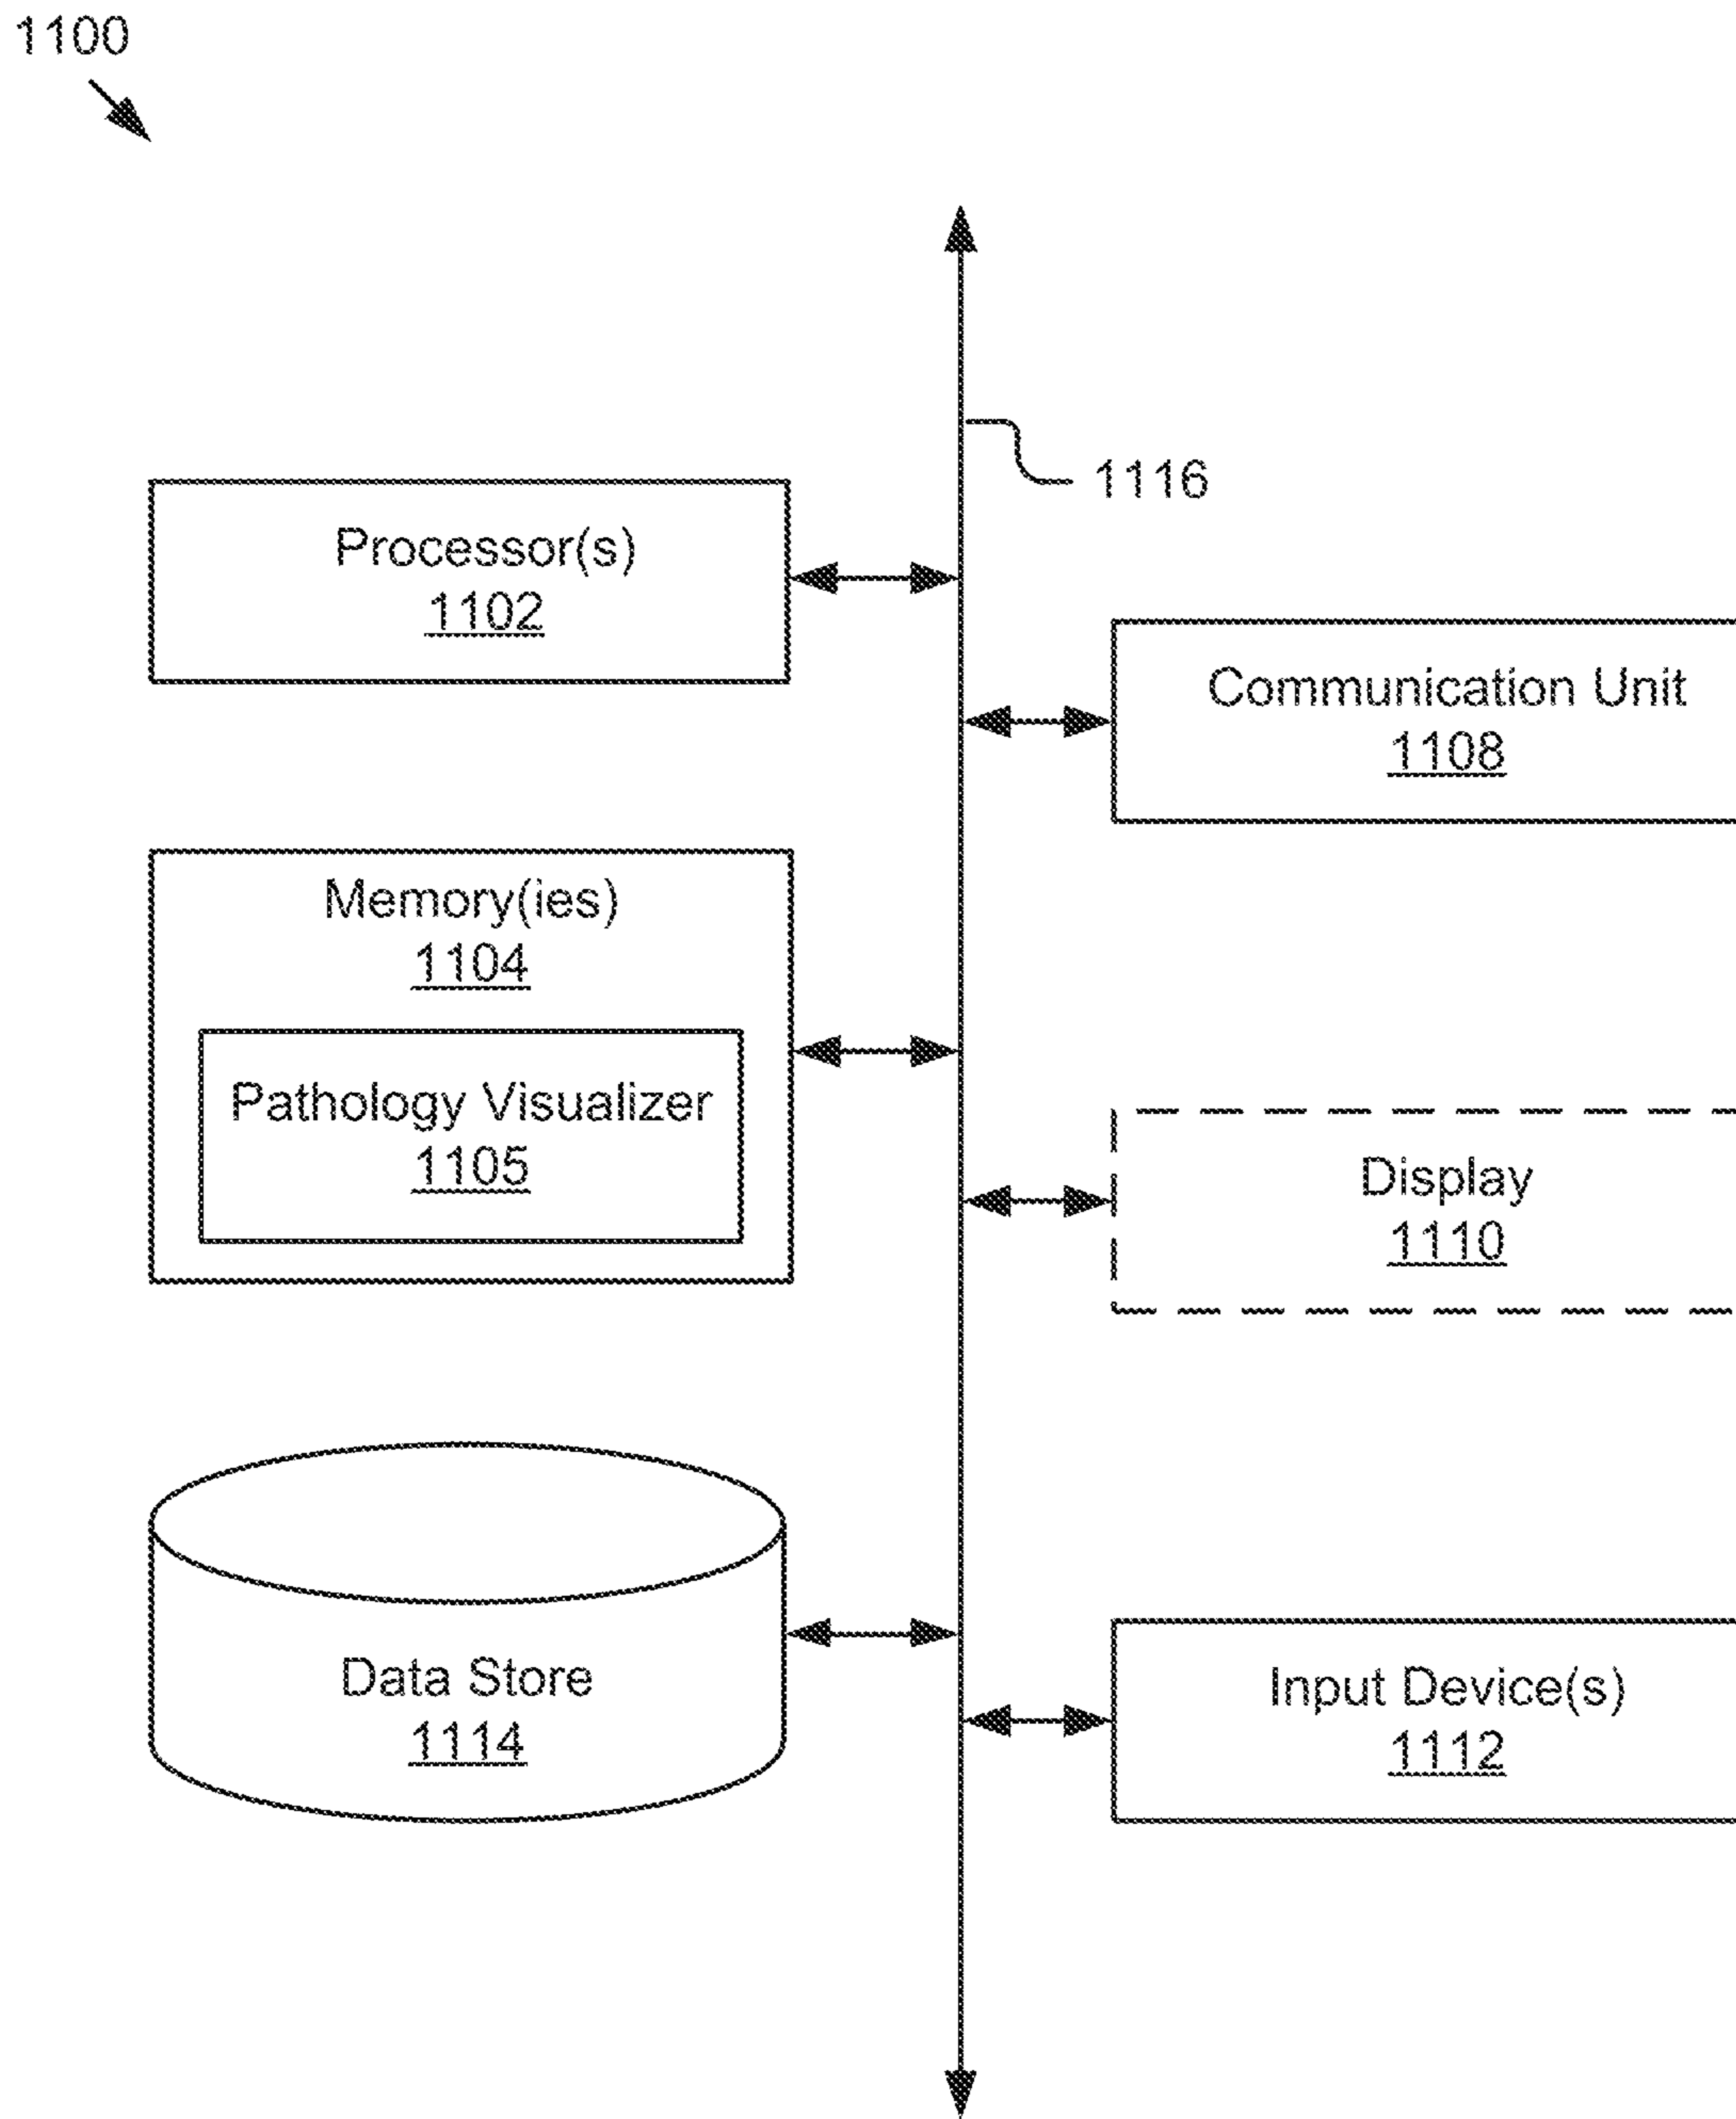 1100
1116
Processor(s)
1102
Communication Unit
1108
Memory(ies)
1104
Pathology Visualizer
1105
Display
1110
Data Store
1114
Input Device(s)
1112